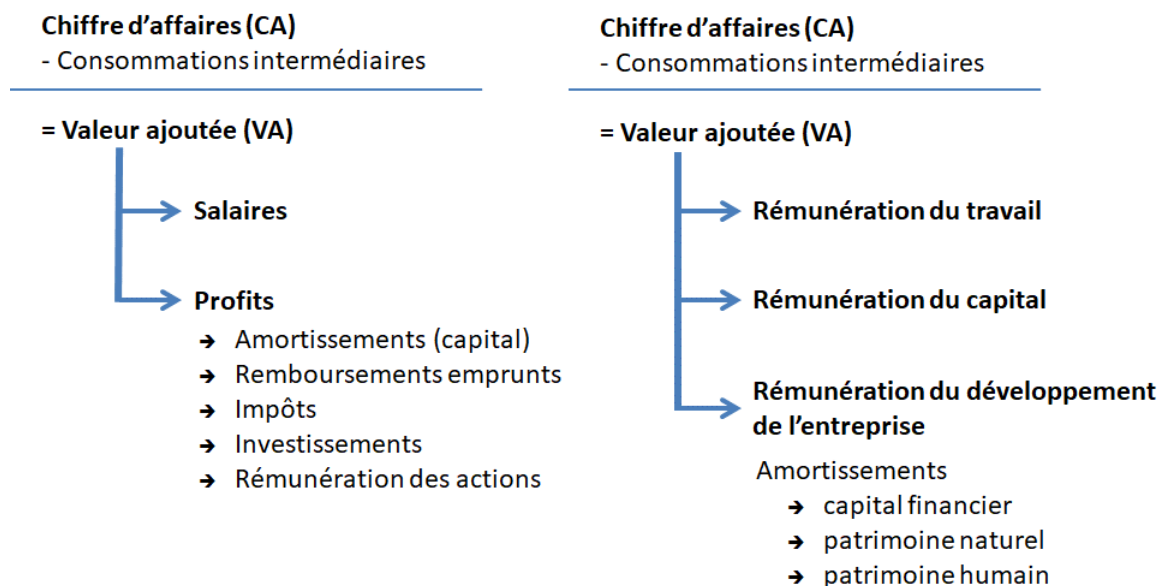 Chiffre d'affaires (CA)
- Consommations intermédiaires
= Valeur ajoutée (VA)
Salaires
Profits
➔ Amortissements (capital)
➔ Remboursements emprunts
➔ Impôts
➔ Investissements
➔ Rémunération des actions
Chiffre d'affaires (CA)
- Consommations intermédiaires
= Valeur ajoutée (VA)
Rémunération du travail
Rémunération du capital
Rémunération du développement
de l'entreprise
Amortissements
➔ capital financier
➔ patrimoine naturel
➔ patrimoine humain